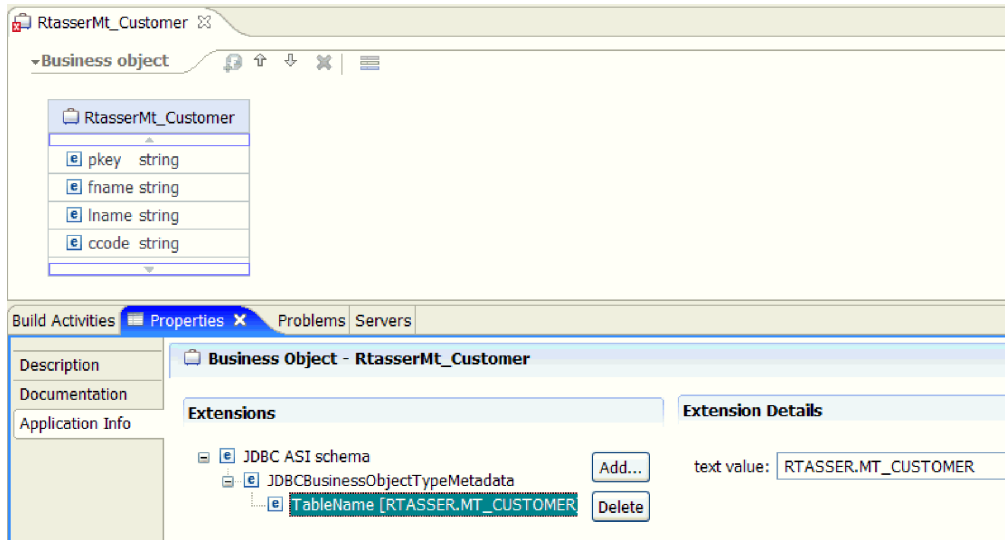 RtasserMt_Customer
Business object
RtasserMt_Customer
e pkey string
e fname string
e lname string
e ccode string
Build Activities Properties Problems Servers
Description
Documentation
Application Info
Business Object - RtasserMt_Customer
Extensions
Extension Details
e JDBC ASI schema
e JDBCBusinessObjectTypeMetadata
e TableName [RTASSER.MT_CUSTOMER
Add...
Delete
text value: RTASSER.MT_CUSTOMER